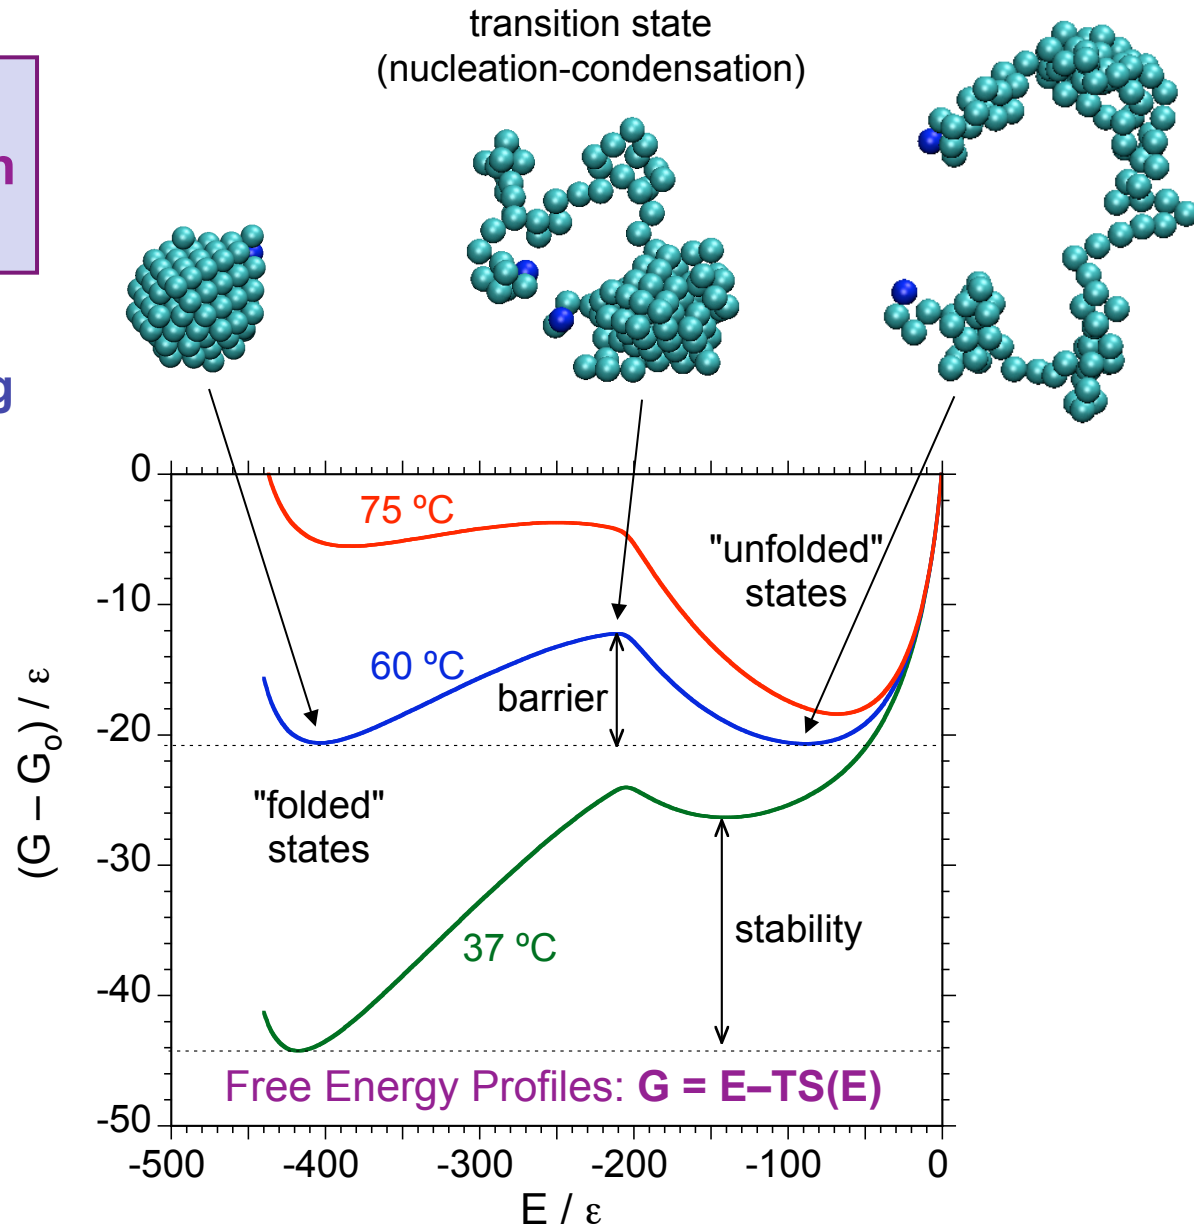 transition state
(nucleation-condensation)
n
g
0
-10
-20
-30
-40
-50
(G – Go) / ε
75 ºC
"unfolded"
states
60 ºC
barrier
"folded"
states
37 ºC
stability
Free Energy Profiles: G = E–TS(E)
-500
-400
-300
-200
-100
0
E / ε